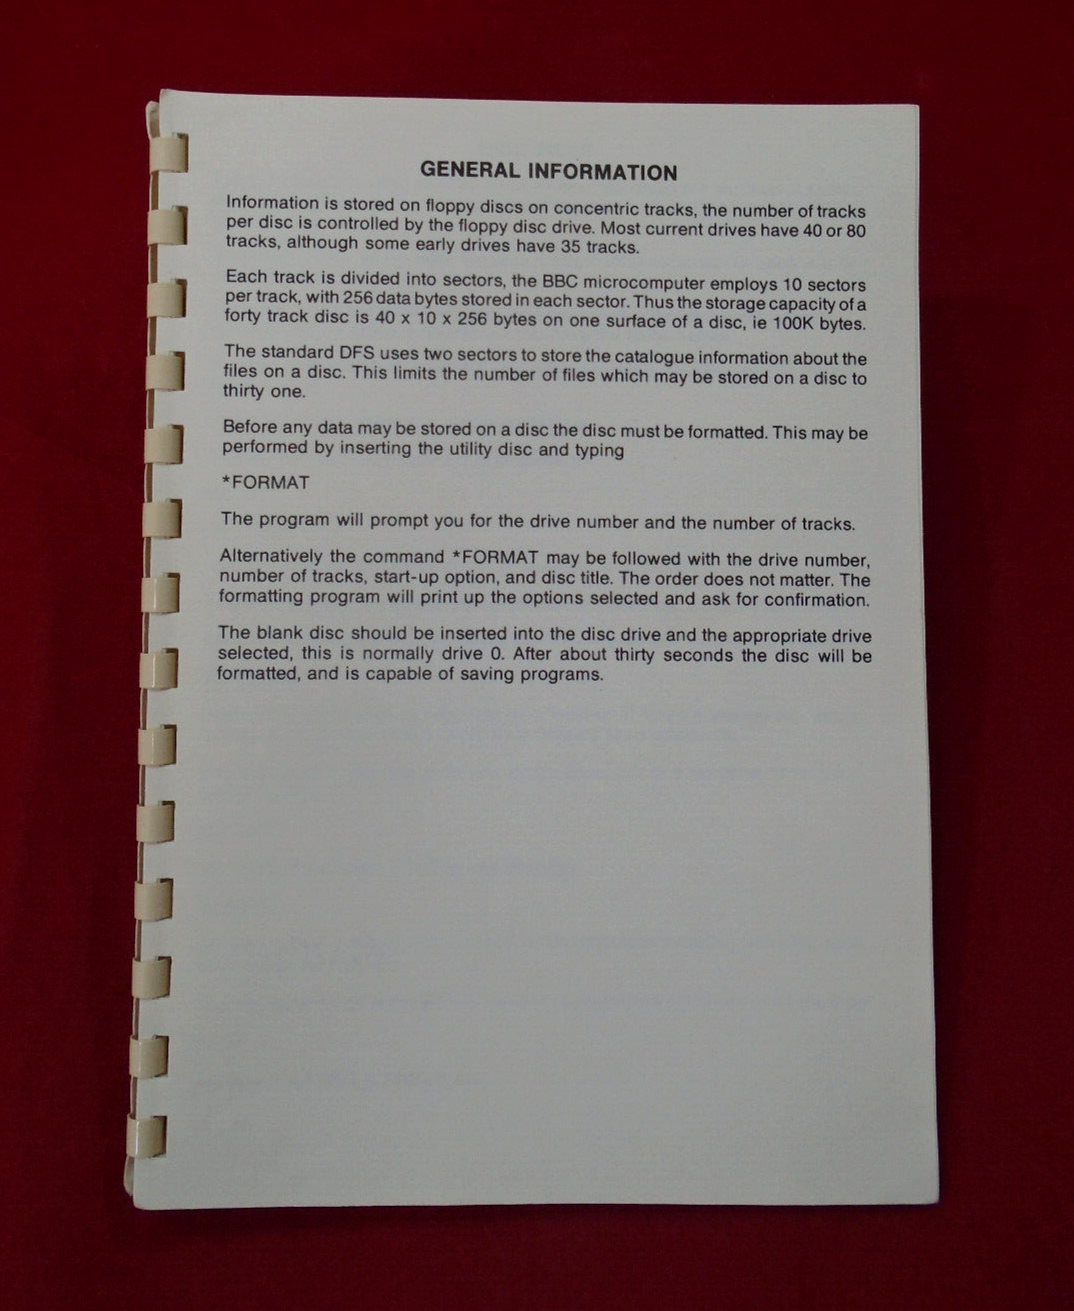 GENERAL INFORMATION
Information is stored on floppy discs on concentric tracks, the number of tracks
per disc is controlled by the floppy disc drive. Most current drives have 40 or 80
tracks, although some early drives have 35 tracks.
Each track is divided into sectors, the BBC microcomputer employs 10 sectors
per track, with 256 data bytes stored in each sector. Thus the storage capacity of a
forty track disc is 40 x 10 x 256 bytes on one surface of a disc, ie 100K bytes.
The standard DFS uses two sectors to store the catalogue information about the
files on a disc. This limits the number of files which may be stored on a disc to
thirty one.
Before any data may be stored on a disc the disc must be formatted. This may be
performed by inserting the utility disc and typing
*FORMAT
The program will prompt you for the drive number and the number of tracks.
Alternatively the command *FORMAT may be followed with the drive number,
number of tracks, start-up option, and disc title. The order does not matter. The
formatting program will print up the options selected and ask for confirmation.
The blank disc should be inserted into the disc drive and the appropriate drive
selected, this is normally drive 0. After about thirty seconds the disc will be
formatted, and is capable of saving programs.